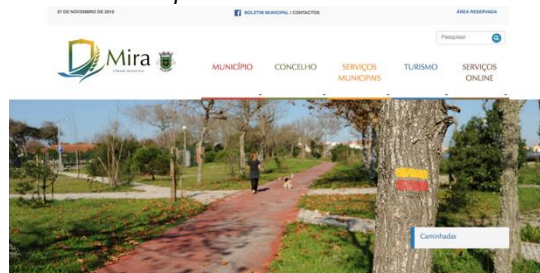 27 DE NOVEMBRO DE 2019
BOLETIM MUNICIPAL | CONTACTOS
ÁREA RESERVADA
Pesquisar
Mira
MUNICÍPIO
CONCELHO
SERVIÇOS
MUNICIPAIS
TURISMO
SERVIÇOS
ONLINE
Caminhadas